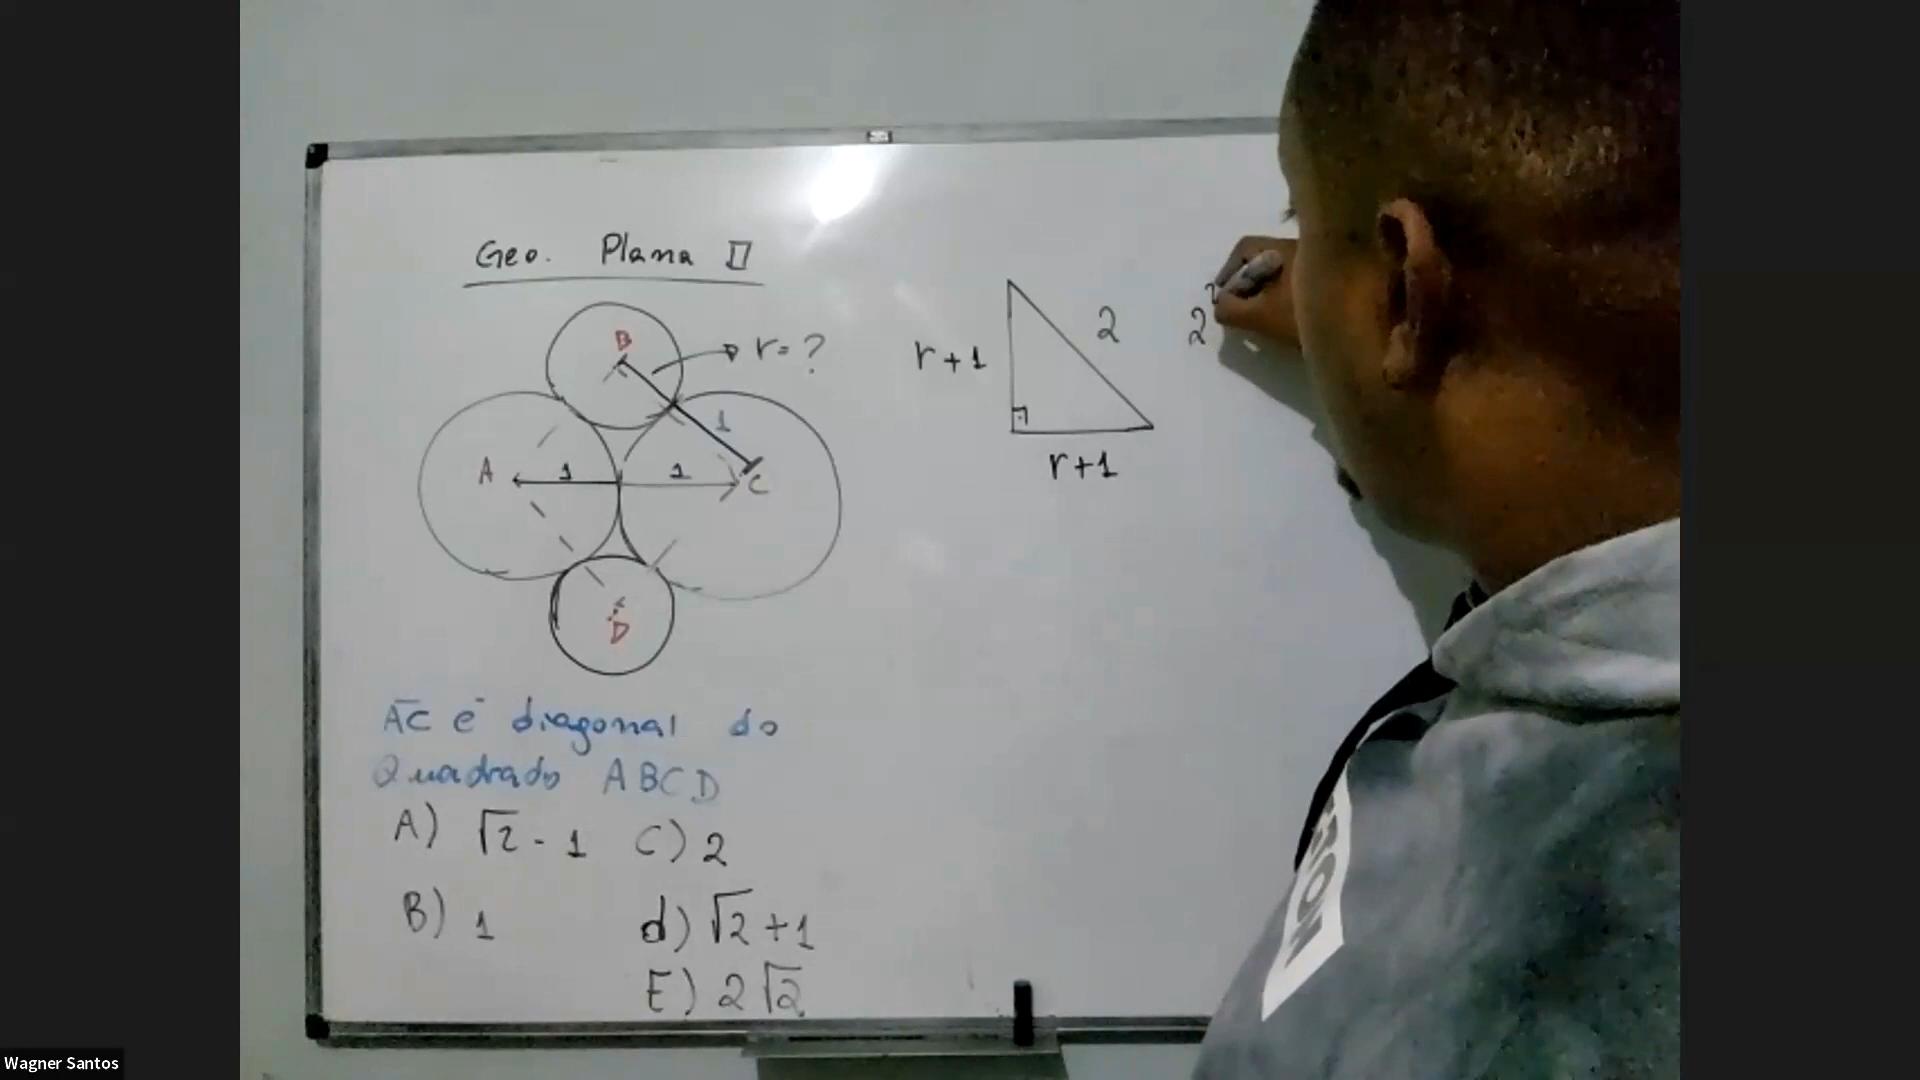 Geo. Plana II
B
r = ?
1
A
1
1
C
D
AC é diagonal do
Quadrado ABCD
A) √2 - 1 C) 2
B) 1 d) √2 + 1
E) 2√2
r + 1
2
2²
r + 1
Wagner Santos